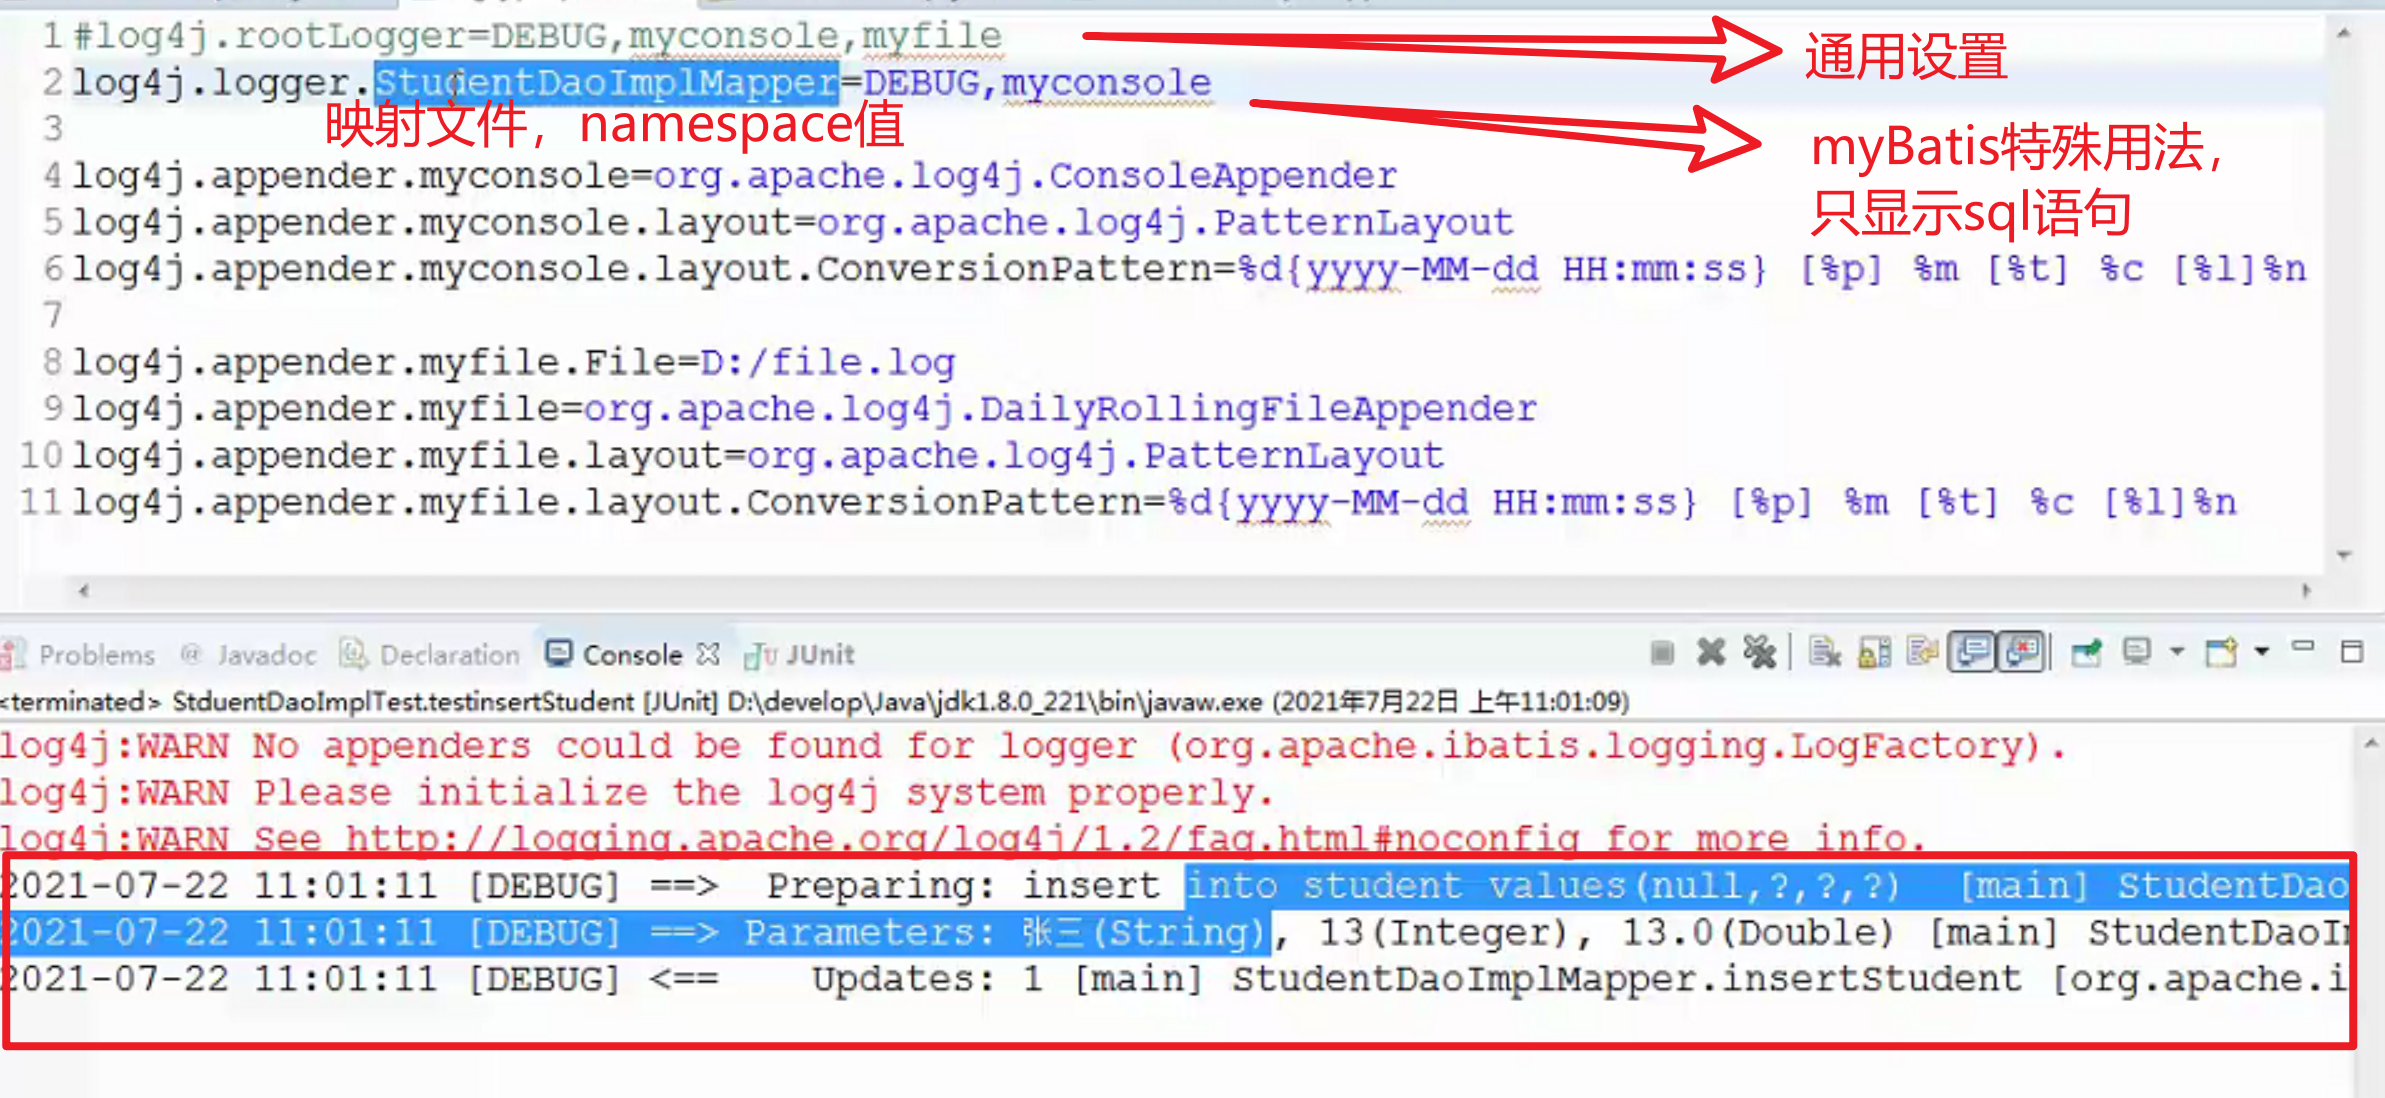 1 #log4j.rootLogger=DEBUG,myconsole,myfile
通用设置
2 log4j.logger.StudentDaoImplMapper=DEBUG,myconsole
3
映射文件，namespace值
myBatis特殊用法，
只显示sql语句
4 log4j.appender.myconsole=org.apache.log4j.ConsoleAppender
5 log4j.appender.myconsole.layout=org.apache.log4j.PatternLayout
6 log4j.appender.myconsole.layout.ConversionPattern=%d{yyyy-MM-dd HH:mm:ss} [%p] %m [%t] %c [%l]%n
7
8 log4j.appender.myfile.File=D:/file.log
9 log4j.appender.myfile=org.apache.log4j.DailyRollingFileAppender
10 log4j.appender.myfile.layout=org.apache.log4j.PatternLayout
11 log4j.appender.myfile.layout.ConversionPattern=%d{yyyy-MM-dd HH:mm:ss} [%p] %m [%t] %c [%l]%n
Problems @ Javadoc Declaration Console JUnit
<terminated> StduentDaoImplTest.testinsertStudent [JUnit] D:\develop\Java\jdk1.8.0_221\bin\javaw.exe (2021年7月22日 上午11:01:09)
log4j:WARN No appenders could be found for logger (org.apache.ibatis.logging.LogFactory).
log4j:WARN Please initialize the log4j system properly.
log4j:WARN See http://logging.apache.org/log4j/1.2/faq.html#noconfig for more info.
2021-07-22 11:01:11 [DEBUG] ==>  Preparing: insert into student values(null,?,?,?)  [main] StudentDao
2021-07-22 11:01:11 [DEBUG] ==> Parameters: 张三(String), 13(Integer), 13.0(Double) [main] StudentDaoI
2021-07-22 11:01:11 [DEBUG] <==    Updates: 1 [main] StudentDaoImplMapper.insertStudent [org.apache.i